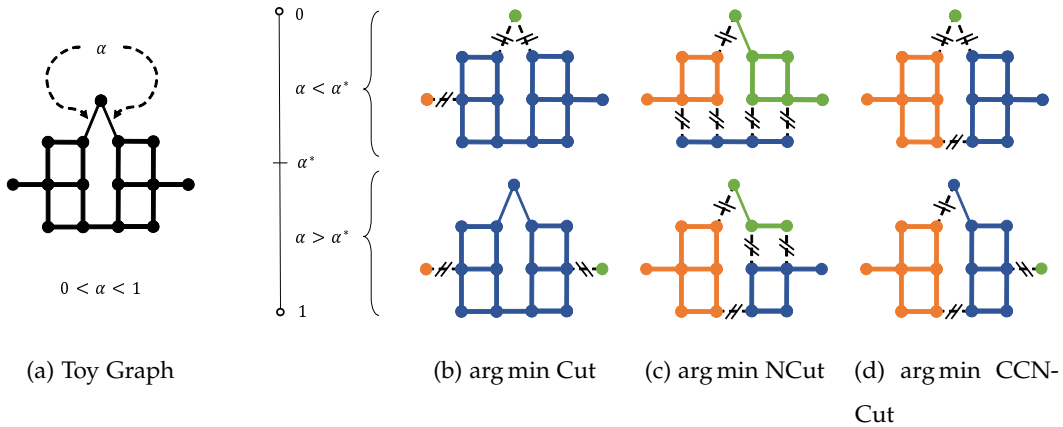 α
0 < α < 1
0
α < α*
α*
α > α*
1
(a) Toy Graph
(b) arg min Cut
(c) arg min NCut
(d) arg min CCN-
Cut